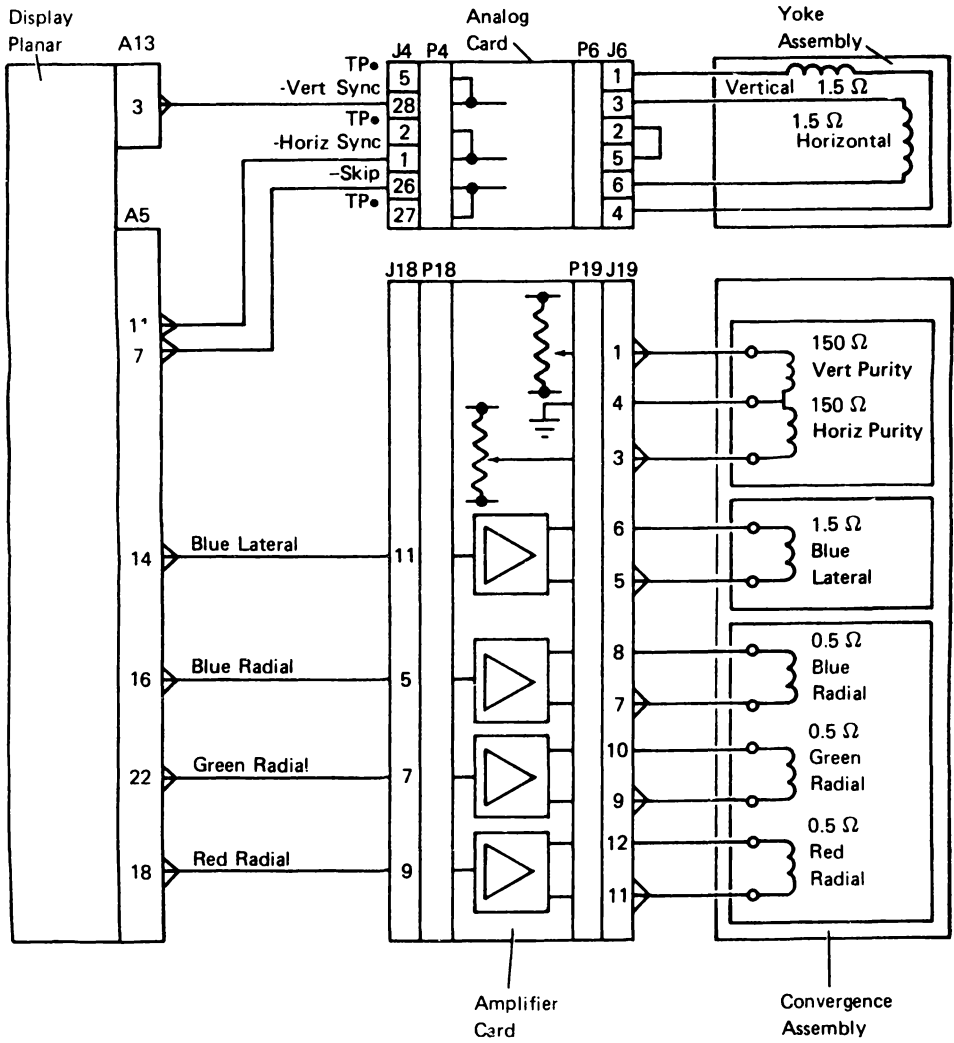 Display
Planar
A13
3
A5
11
7
14
16
22
18
TP•
-Vert Sync
TP•
-Horiz Sync
-Skip
TP•
Blue Lateral
Blue Radial
Green Radial
Red Radial
Analog
Card
J4 P4
P6 J6
5
28
2
1
26
27
1
3
2
5
6
4
Yoke
Assembly
Vertical 1.5 Ω
1.5 Ω
Horizontal
J18 P18
P19 J19
11
5
7
9
1
4
3
6
5
8
7
10
9
12
11
150 Ω
Vert Purity
150 Ω
Horiz Purity
1.5 Ω
Blue
Lateral
0.5 Ω
Blue
Radial
0.5 Ω
Green
Radial
0.5 Ω
Red
Radial
Amplifier
Card
Convergence
Assembly